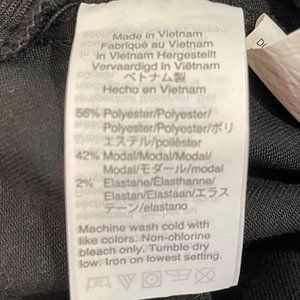 Made in Vietnam
Fabriqué au Vietnam
in Vietnam Hergestellt
Vervaardigd in Viëtnam
ベトナム製
Hecho en Vietnam
56% Polyester/Polyester/
Polyester/Polyester/ポリ
エステル/poliéster
42% Modal/Modal/Modal/
Modal/モダール/modal
2% Elastane/Élasthanne/
Elastan/Elastaan/エラス
テーン/elastano
Machine wash cold with
like colors. Non-chlorine
bleach only. Tumble dry
low. Iron on lowest setting.